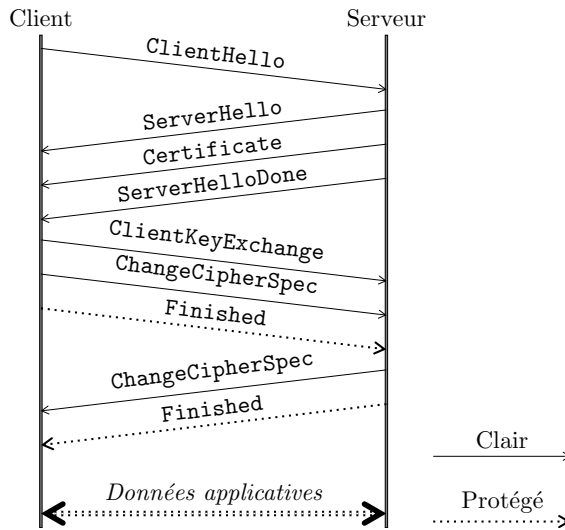 Client
Serveur
ClientHello
ServerHello
Certificate
ServerHelloDone
ClientKeyExchange
ChangeCipherSpec
Finished
ChangeCipherSpec
Finished
Clair
Données applicatives
Protégé